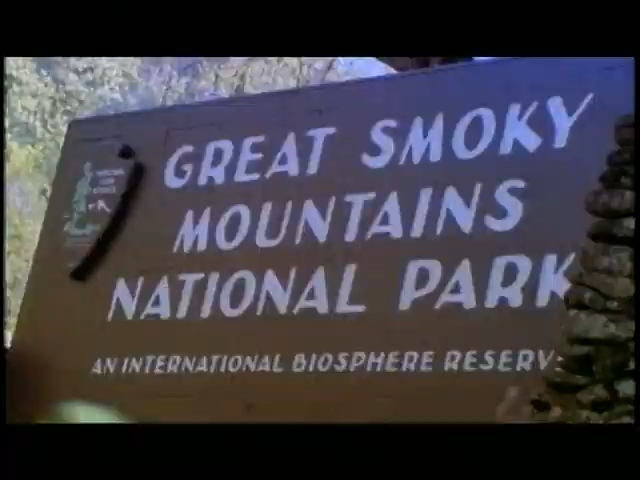 GREAT SMOKY
MOUNTAINS
NATIONAL PARK
AN INTERNATIONAL BIOSPHERE RESERV